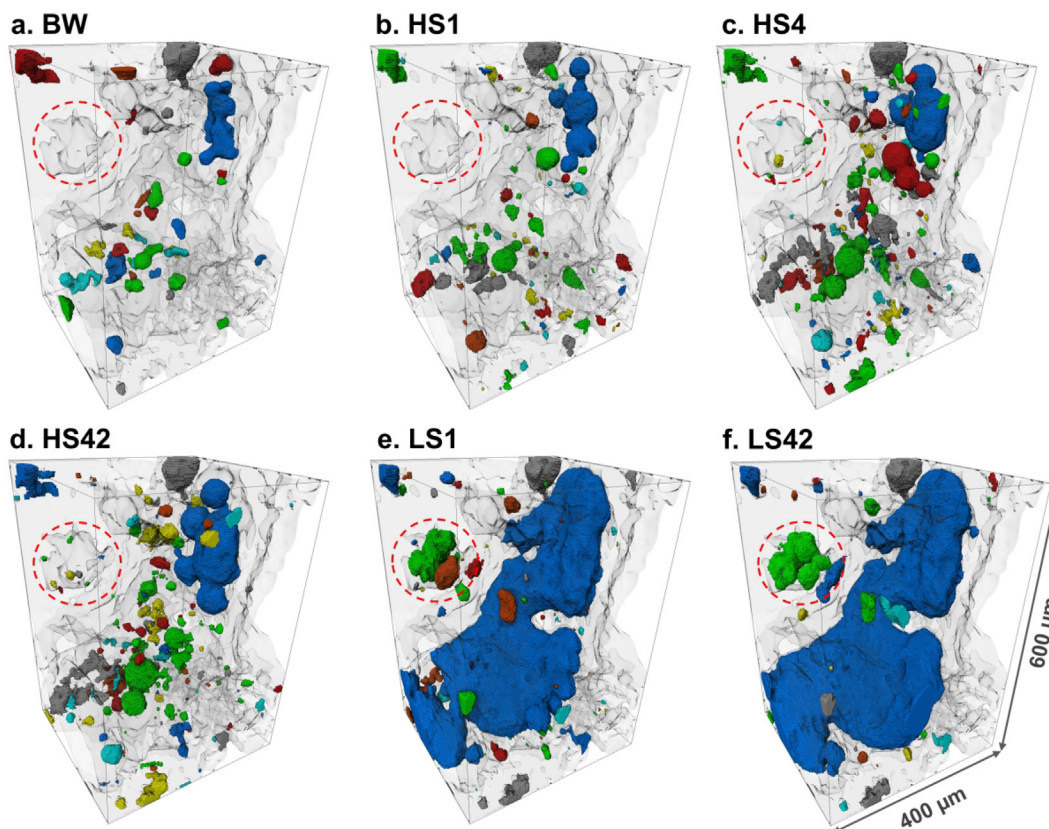 a. BW
b. HS1
c. HS4
d. HS42
e. LS1
f. LS42
600 µm
400 µm